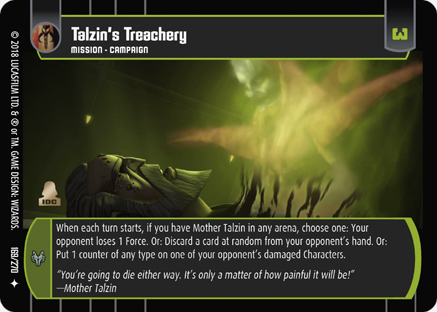 Talzin's Treachery
MISSION - CAMPAIGN
3
IDC
When each turn starts, if you have Mother Talzin in any arena, choose one: Your
opponent loses 1 Force. Or: Discard a card at random from your opponent's hand. Or:
Put 1 counter of any type on one of your opponent's damaged Characters.
"You're going to die either way. It's only a matter of how painful it will be!"
—Mother Talzin
© 2018 LUCASFILM LTD. & ® or TM. GAME DESIGN: WIZARDS.